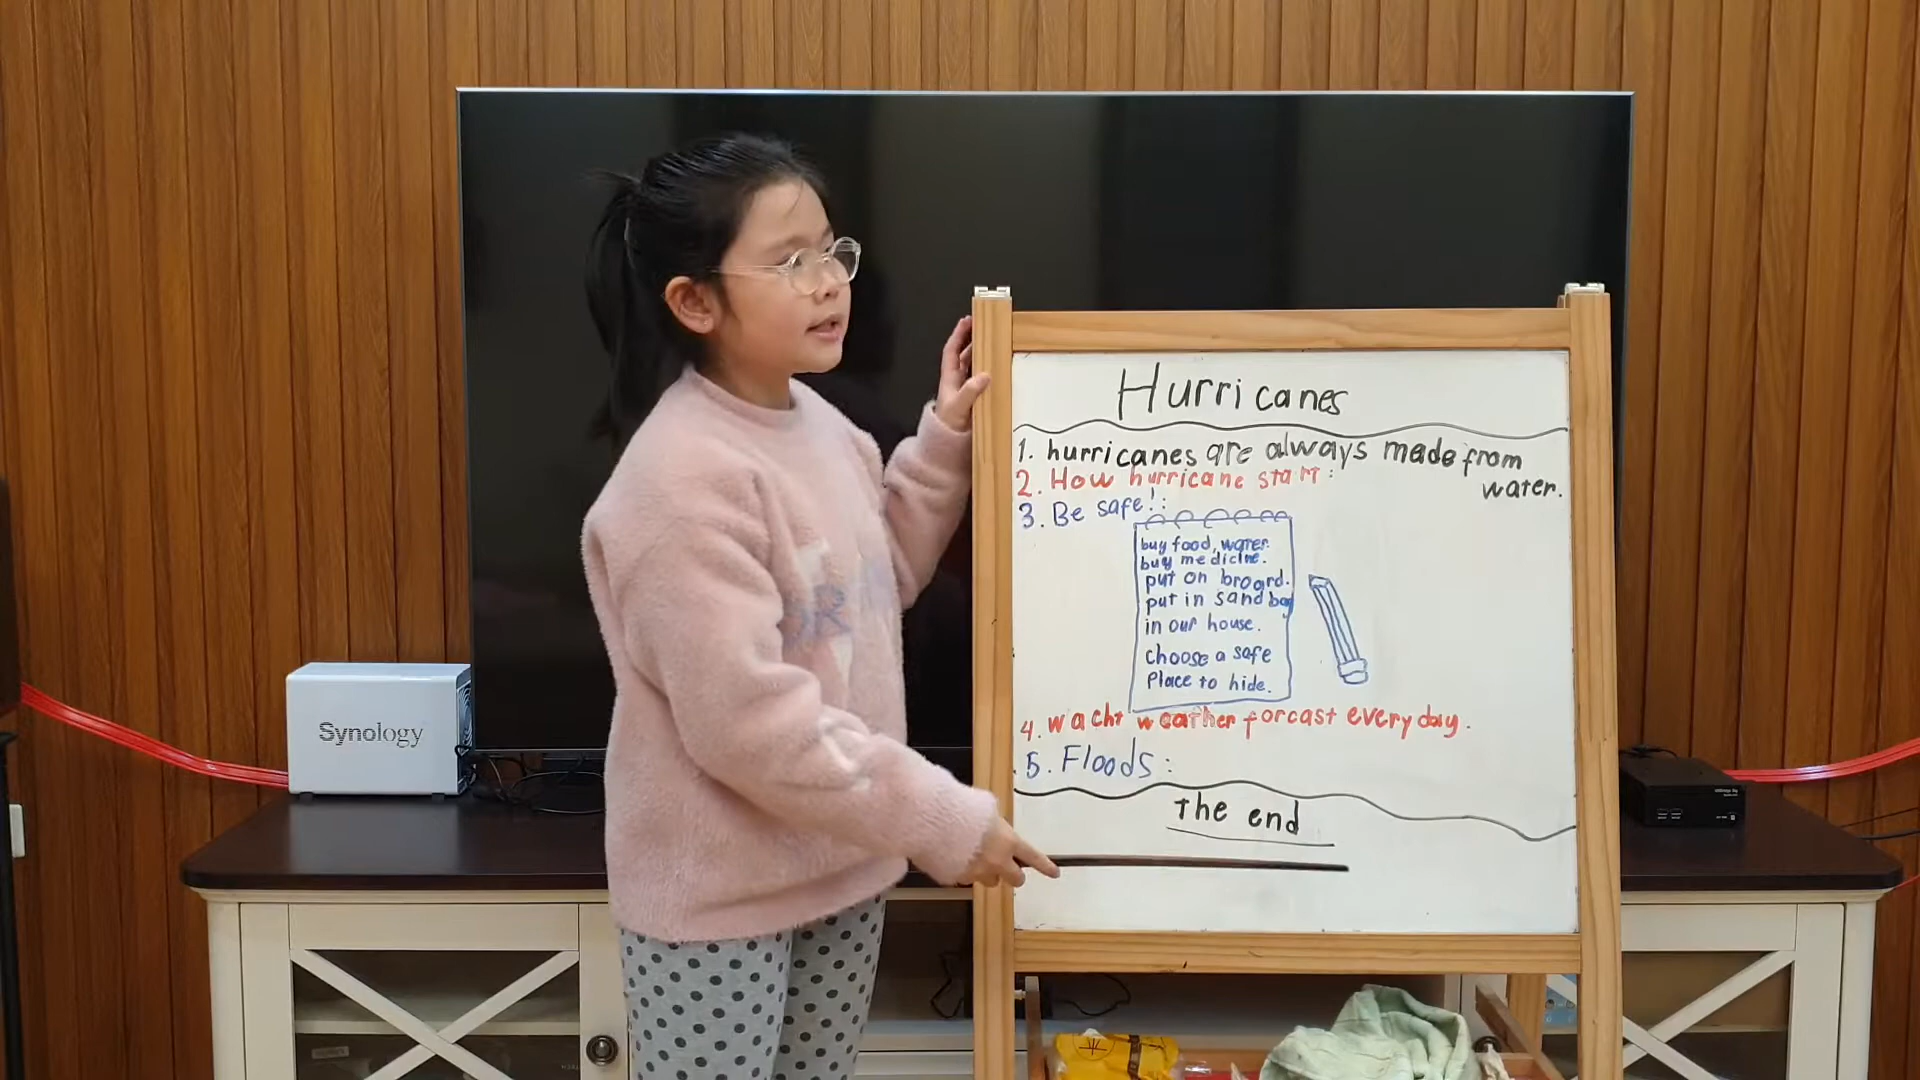 Hurricanes
1. hurricanes are always made from
water.
2. How hurricane start:
3. Be safe!:
buy food, water.
buy medicine.
put on broard.
put in sand bag
in our house.
choose a safe
Place to hide.
4. wacht weather forcast every day.
5. Floods:
the end
Synology